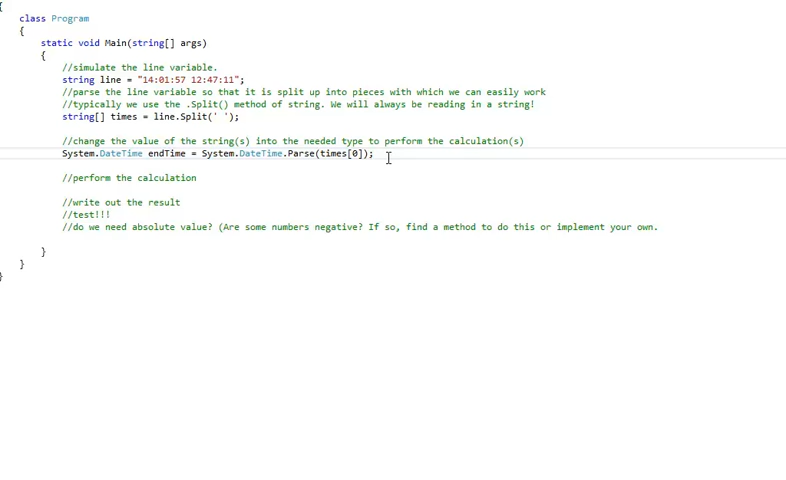 {
class Program
{
static void Main(string[] args)
{
//simulate the line variable.
string line = "14:01:57 12:47:11";
//parse the line variable so that it is split up into pieces with which we can easily work
//typically we use the .Split() method of string. We will always be reading in a string!
string[] times = line.Split(' ');
//change the value of the string(s) into the needed type to perform the calculation(s)
System.DateTime endTime = System.DateTime.Parse(times[0]);
//perform the calculation
//write out the result
//test!!!
//do we need absolute value? (Are some numbers negative? If so, find a method to do this or implement your own.
}
}
}